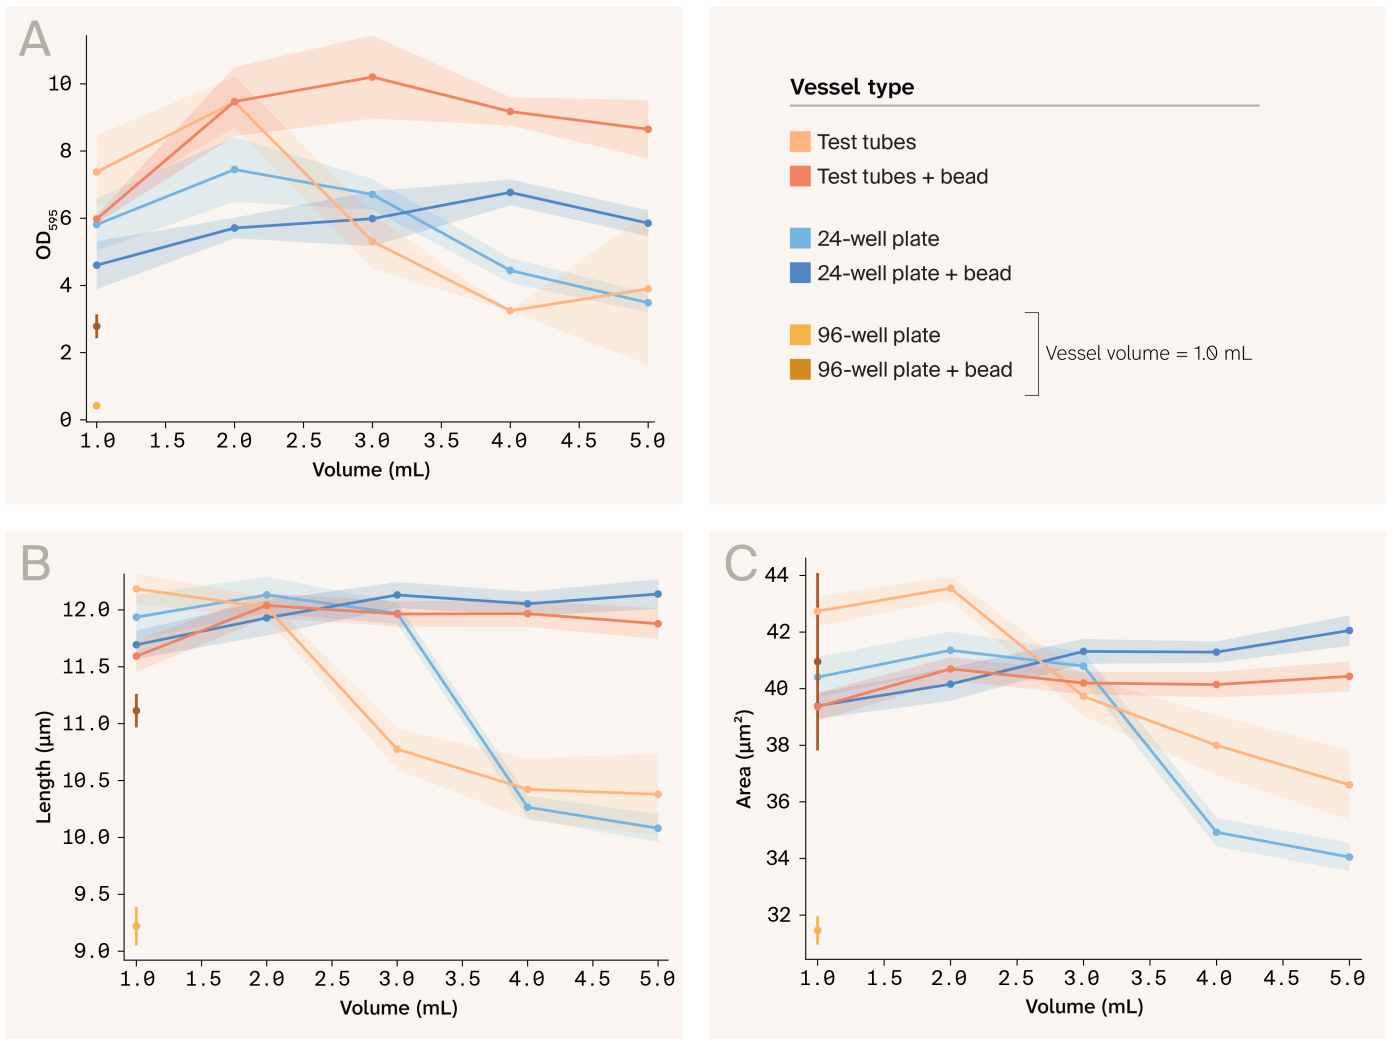 A
10
8
6
4
2
0
OD595
1.0 1.5 2.0 2.5 3.0 3.5 4.0 4.5 5.0
Volume (mL)
Vessel type
Test tubes
Test tubes + bead
24-well plate
24-well plate + bead
96-well plate
96-well plate + bead
Vessel volume = 1.0 mL
B
12.0
11.5
11.0
10.5
10.0
9.5
9.0
Length (μm)
1.0 1.5 2.0 2.5 3.0 3.5 4.0 4.5 5.0
Volume (mL)
C
44
42
40
38
36
34
32
Area (μm²)
1.0 1.5 2.0 2.5 3.0 3.5 4.0 4.5 5.0
Volume (mL)